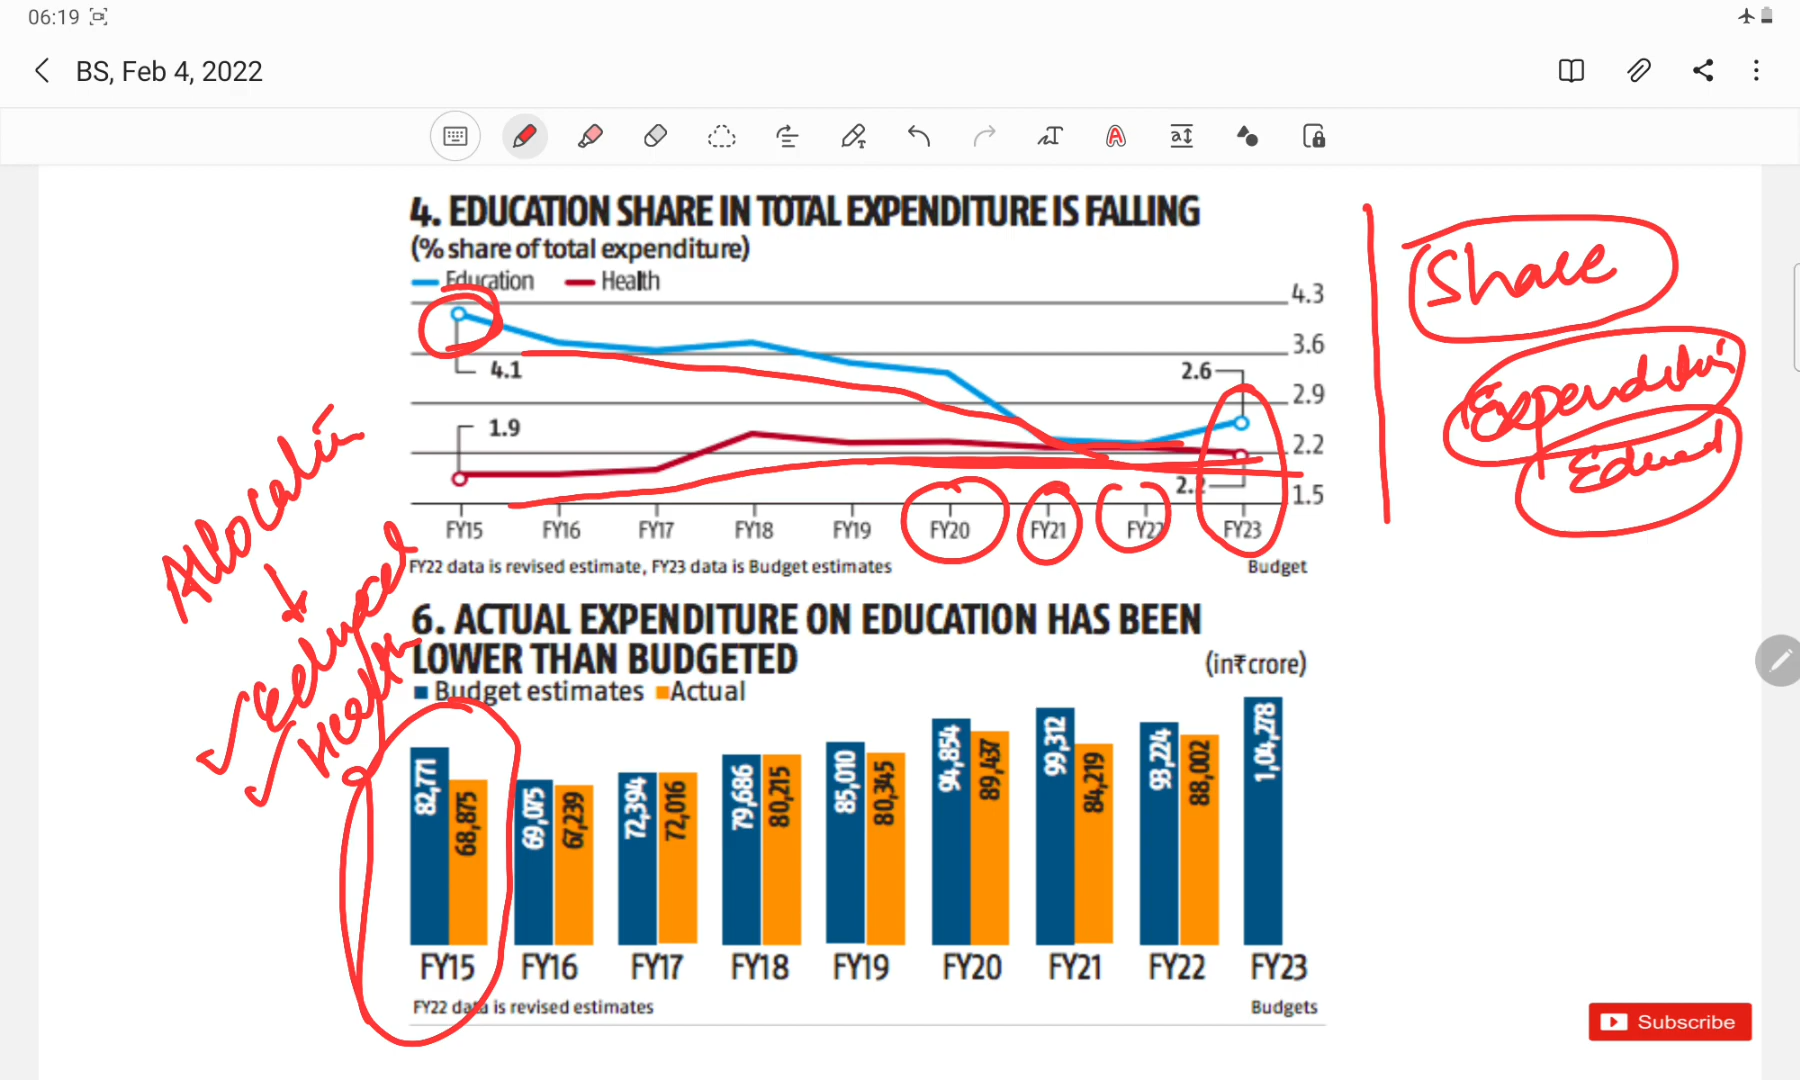 06:19
BS, Feb 4, 2022
4. EDUCATION SHARE IN TOTAL EXPENDITURE IS FALLING
(% share of total expenditure)
Education Health
4.3
3.6
2.9
2.2
1.5
4.1
1.9
2.6
2.2
FY15 FY16 FY17 FY18 FY19 FY20 FY21 FY22 FY23
FY22 data is revised estimate, FY23 data is Budget estimates Budget
6. ACTUAL EXPENDITURE ON EDUCATION HAS BEEN
LOWER THAN BUDGETED (in ₹ crore)
Budget estimates Actual
82,771 68,875 69,075 67,239 72,394 72,016 79,686 80,215 85,010 80,345 94,854 89,437 99,312 84,219 93,224 88,002 1,04,278
FY15 FY16 FY17 FY18 FY19 FY20 FY21 FY22 FY23
FY22 data is revised estimates Budgets
Share
Health
Subscribe